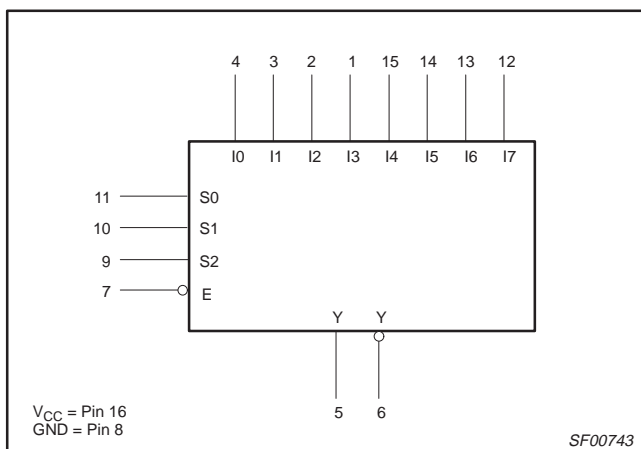 4 3 2 1 15 14 13 12
I0 I1 I2 I3 I4 I5 I6 I7
11 S0
10 S1
9 S2
7 E
Y Y
5 6
VCC = Pin 16
GND = Pin 8
SF00743